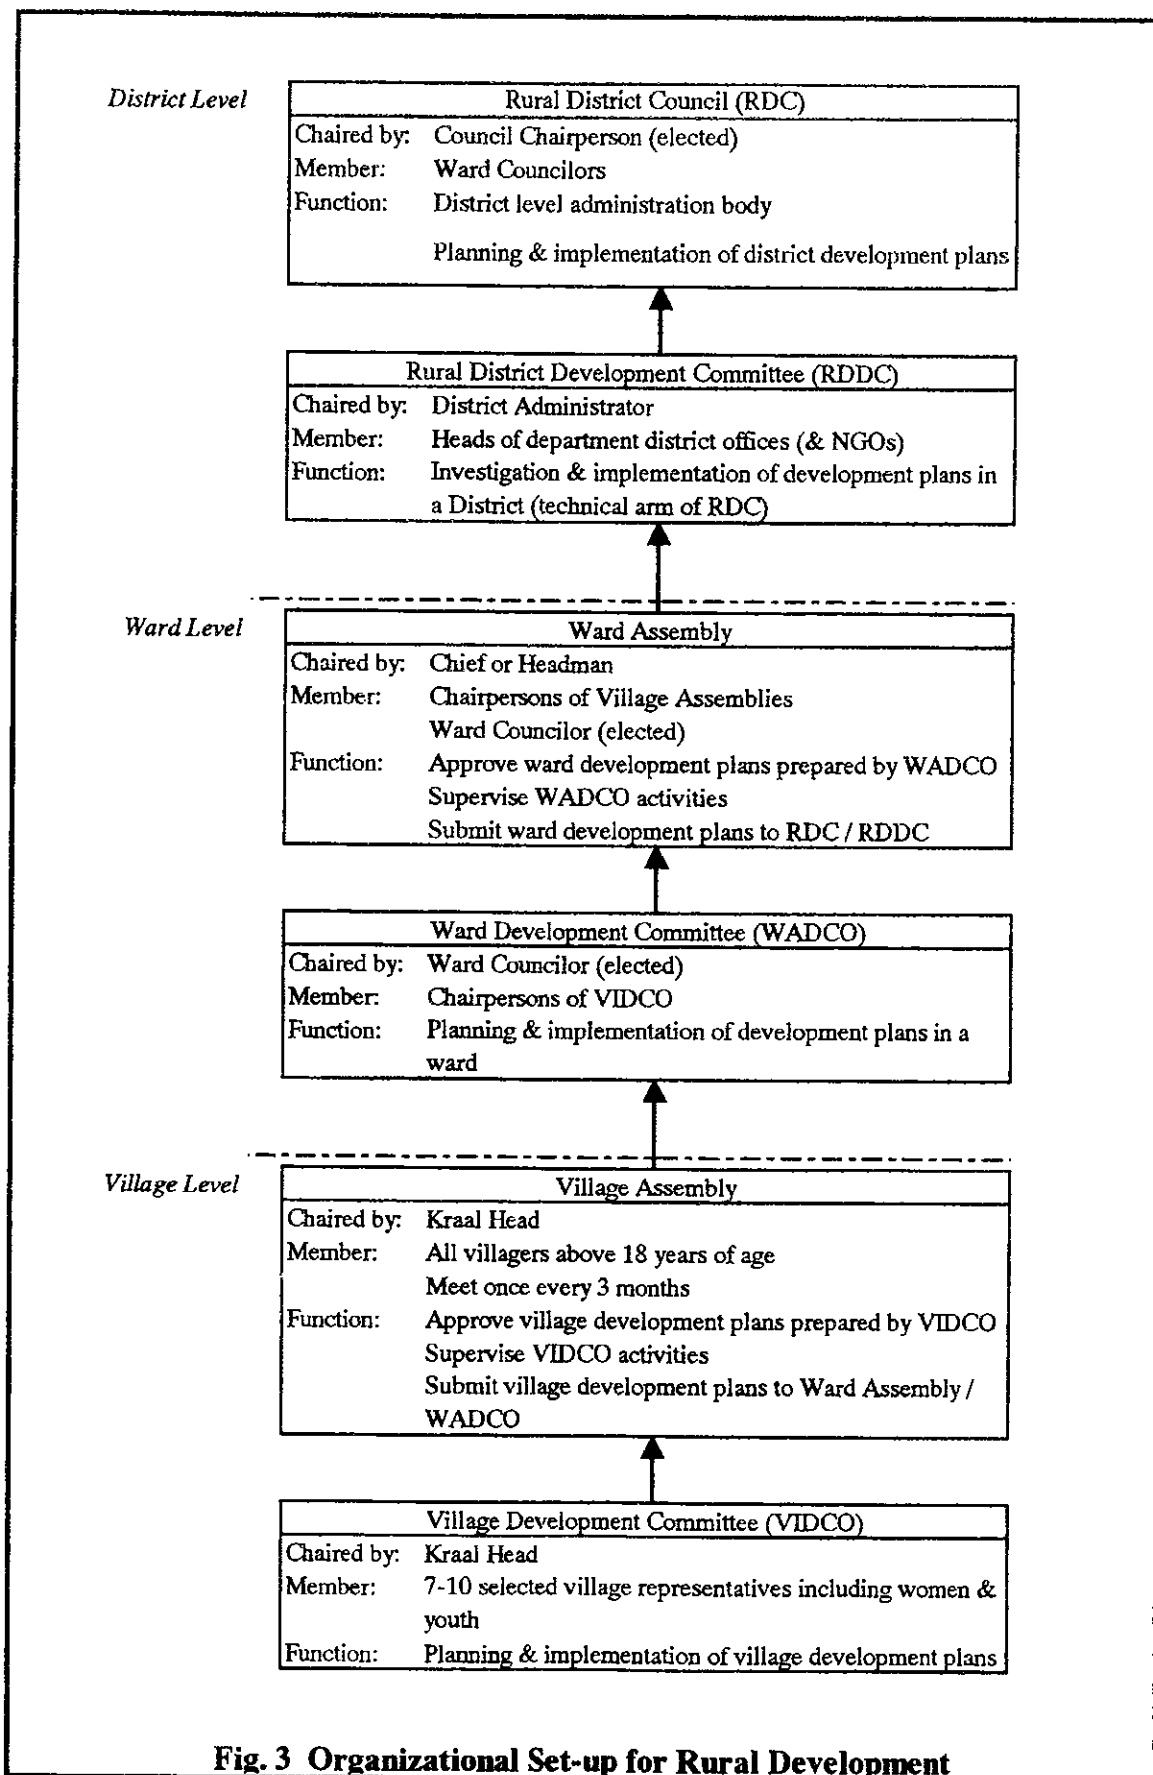 District Level
Rural District Council (RDC)
Chaired by: Council Chairperson (elected)
Member: Ward Councilors
Function: District level administration body
Planning & implementation of district development plans
Rural District Development Committee (RDDC)
Chaired by: District Administrator
Member: Heads of department district offices (& NGOs)
Function: Investigation & implementation of development plans in
a District (technical arm of RDC)
Ward Level
Ward Assembly
Chaired by: Chief or Headman
Member: Chairpersons of Village Assemblies
Ward Councilor (elected)
Function: Approve ward development plans prepared by WADCO
Supervise WADCO activities
Submit ward development plans to RDC / RDDC
Ward Development Committee (WADCO)
Chaired by: Ward Councilor (elected)
Member: Chairpersons of VIDCO
Function: Planning & implementation of development plans in a
ward
Village Level
Village Assembly
Chaired by: Kraal Head
Member: All villagers above 18 years of age
Meet once every 3 months
Function: Approve village development plans prepared by VIDCO
Supervise VIDCO activities
Submit village development plans to Ward Assembly /
WADCO
Village Development Committee (VIDCO)
Chaired by: Kraal Head
Member: 7-10 selected village representatives including women &
youth
Function: Planning & implementation of village development plans
Fig. 3 Organizational Set-up for Rural Development